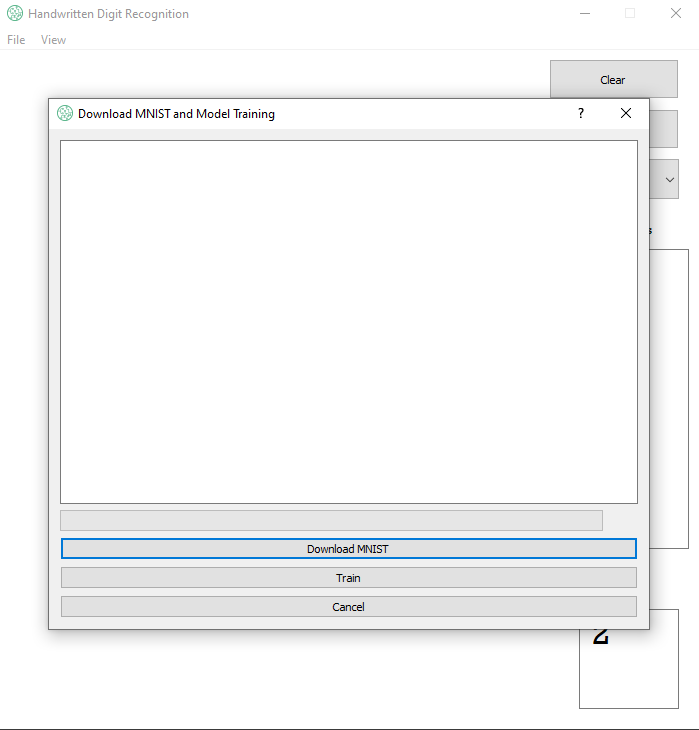 Handwritten Digit Recognition
File View
Clear
Download MNIST and Model Training
?
Download MNIST
Train
Cancel
2